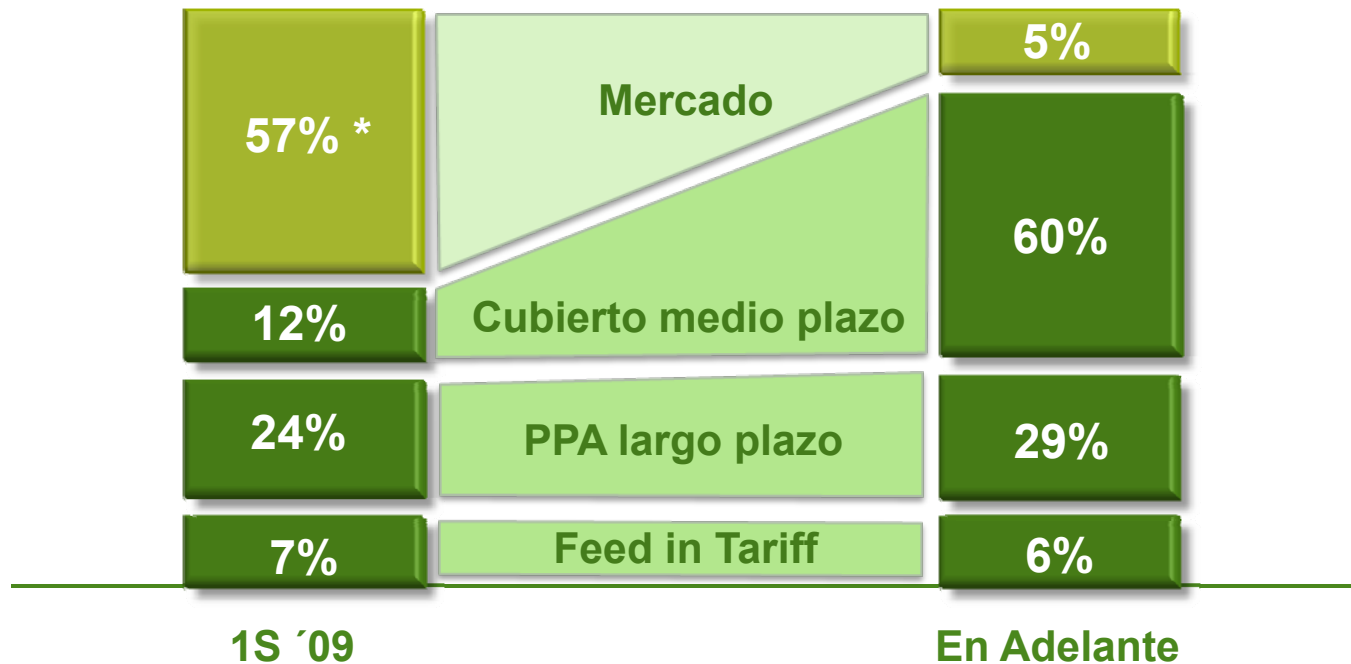 57% *
Mercado
5%
12%
Cubierto medio plazo
60%
24%
PPA largo plazo
29%
7%
Feed in Tariff
6%
1S ´09
En Adelante